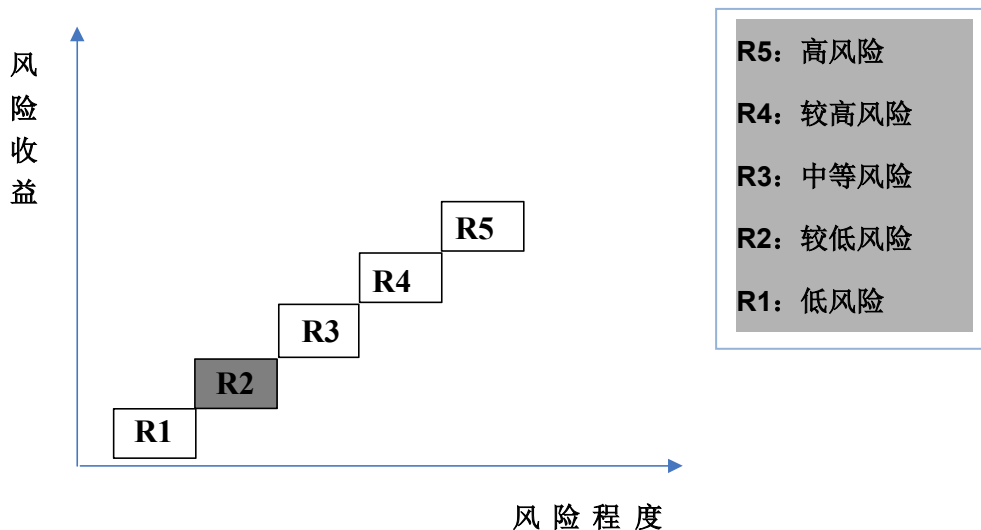 风
险
收
益
R5
R4
R3
R2
R1
风 险 程 度
R5：高风险
R4：较高风险
R3：中等风险
R2：较低风险
R1：低风险